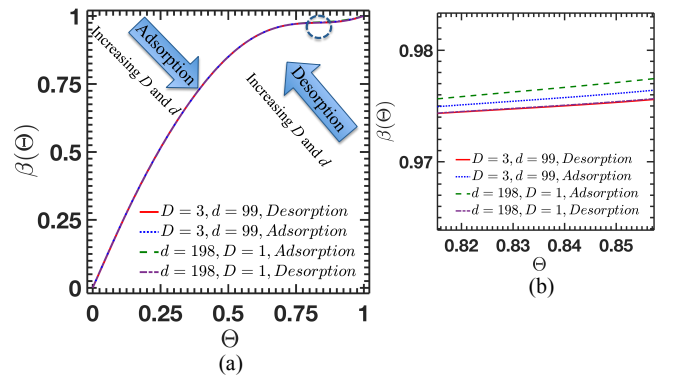 1
0.75
0.5
0.25
0
β(Θ)
Adsorption
Increasing D and d
Desorption
Increasing D and d
D = 3, d = 99, Desorption
D = 3, d = 99, Adsorption
d = 198, D = 1, Adsorption
d = 198, D = 1, Desorption
0 0.25 0.5 0.75 1
Θ
(a)
0.98
0.97
β(Θ)
D = 3, d = 99, Desorption
D = 3, d = 99, Adsorption
d = 198, D = 1, Adsorption
d = 198, D = 1, Desorption
0.82 0.83 0.84 0.85
Θ
(b)